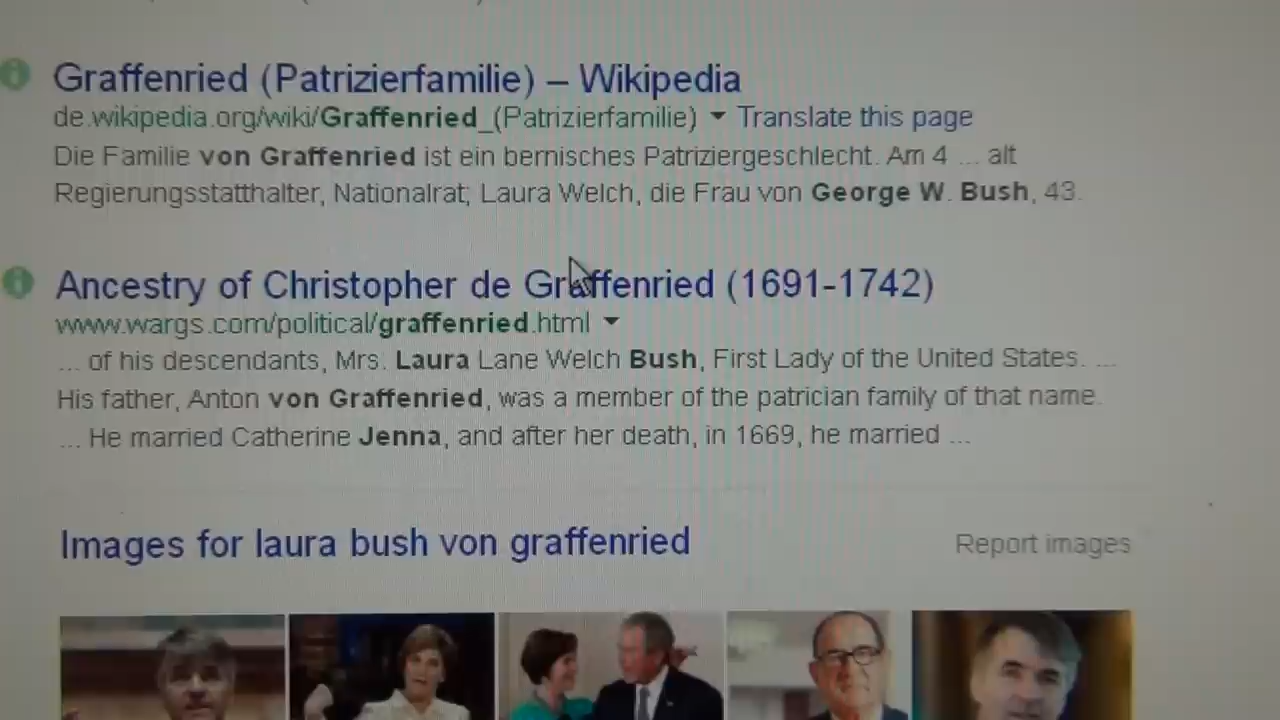 Graffenried (Patrizierfamilie) – Wikipedia
de.wikipedia.org/wiki/Graffenried_(Patrizierfamilie) Translate this page
Die Familie von Graffenried ist ein bernisches Patriziergeschlecht. Am 4 ... alt
Regierungsstatthalter, Nationalrat; Laura Welch, die Frau von George W. Bush, 43.
Ancestry of Christopher de Graffenried (1691-1742)
www.wargs.com/political/graffenried.html
... of his descendants, Mrs. Laura Lane Welch Bush, First Lady of the United States. ...
His father, Anton von Graffenried, was a member of the patrician family of that name.
... He married Catherine Jenna, and after her death, in 1669, he married ...
Images for laura bush von graffenried
Report images